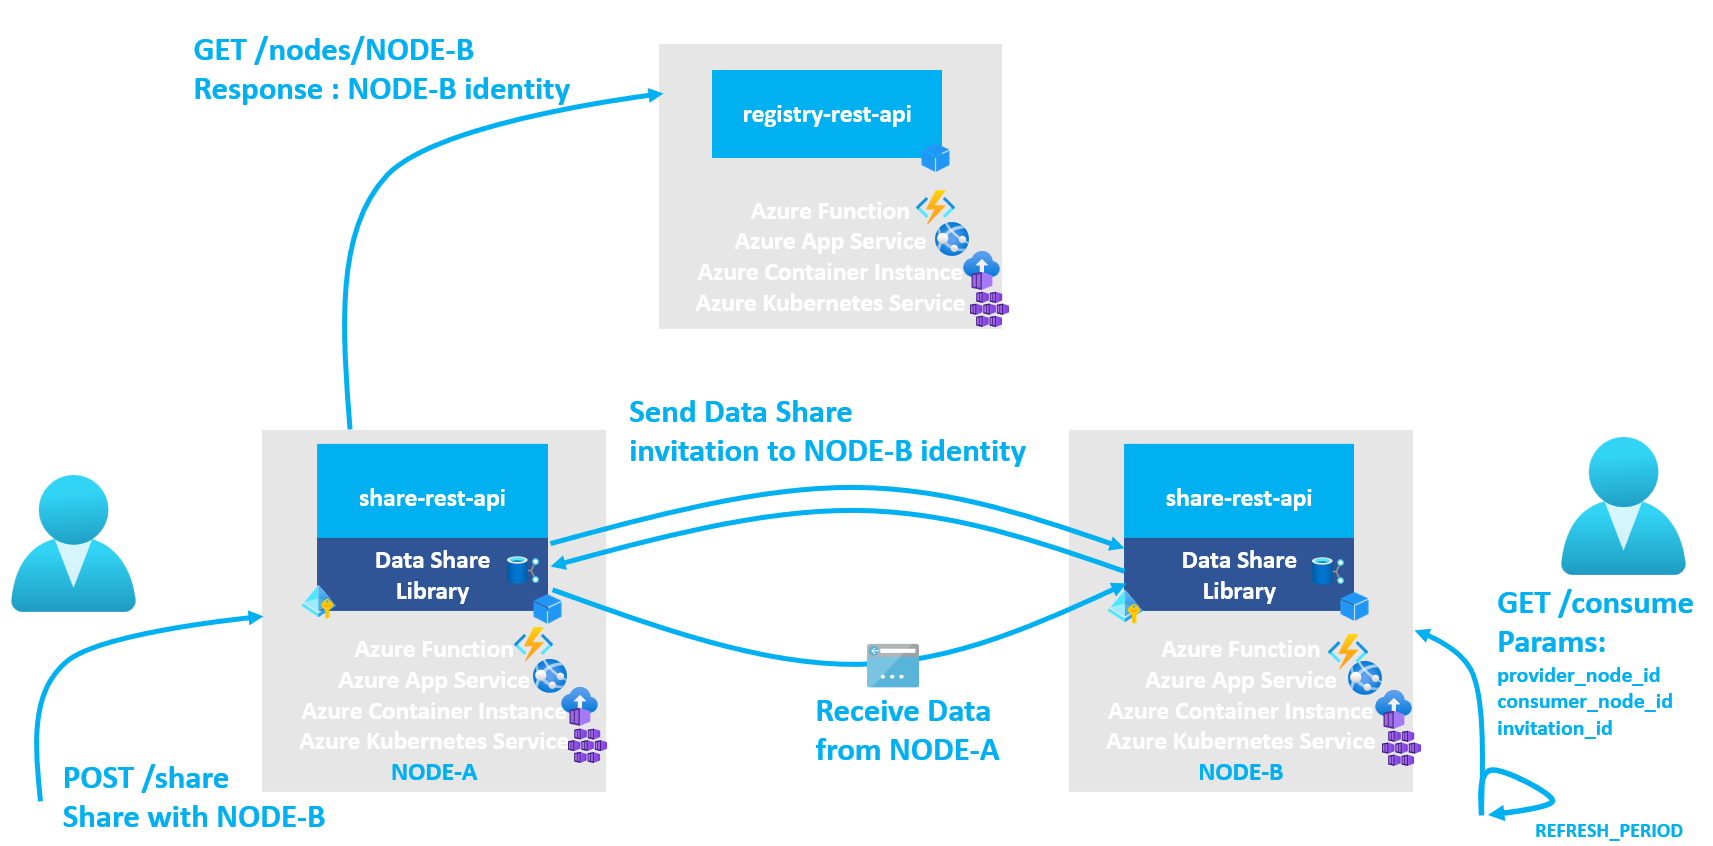 GET /nodes/NODE-B
Response : NODE-B identity
registry-rest-api
Azure Function
Azure App Service
Azure Container Instance
Azure Kubernetes Service
Send Data Share
invitation to NODE-B identity
share-rest-api
Data Share
Library
Azure Function
Azure App Service
Azure Container Instance
Azure Kubernetes Service
NODE-A
POST /share
Share with NODE-B
Receive Data
from NODE-A
share-rest-api
Data Share
Library
Azure Function
Azure App Service
Azure Container Instance
Azure Kubernetes Service
NODE-B
GET /consume
Params:
provider_node_id
consumer_node_id
invitation_id
REFRESH_PERIOD